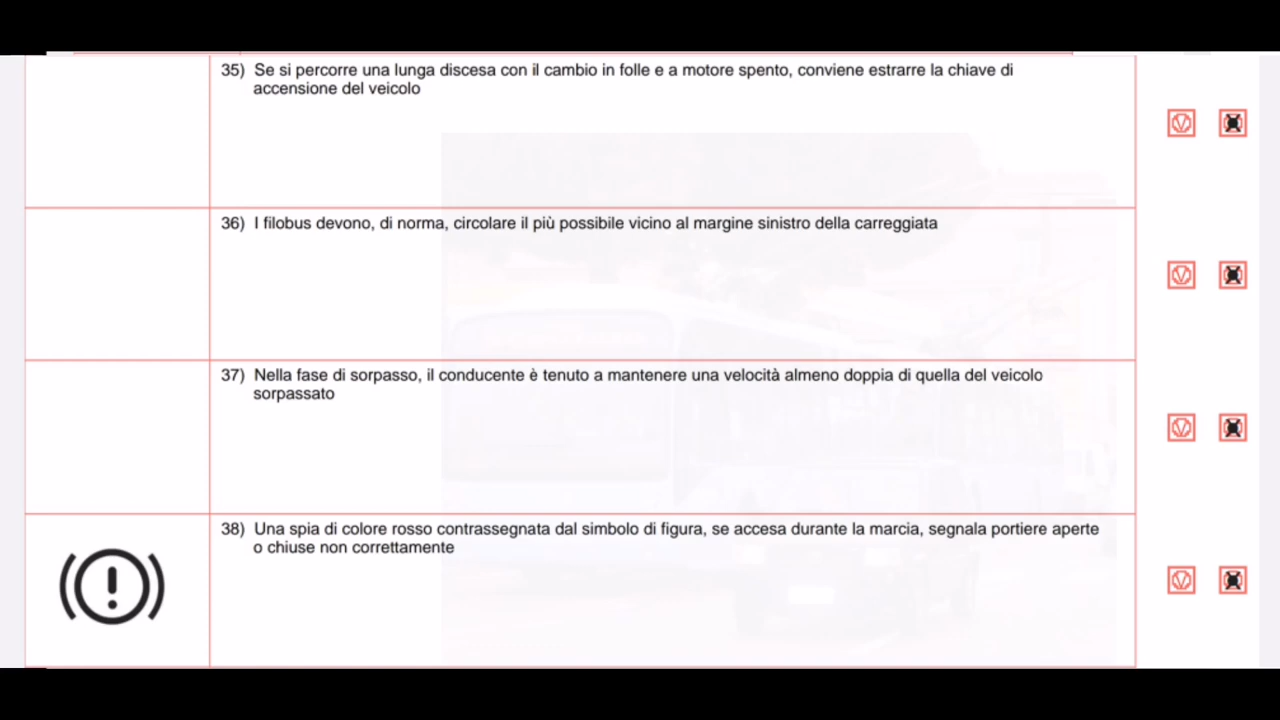 35) Se si percorre una lunga discesa con il cambio in folle e a motore spento, conviene estrarre la chiave di
accensione del veicolo
V
36) I filobus devono, di norma, circolare il più possibile vicino al margine sinistro della carreggiata
V
37) Nella fase di sorpasso, il conducente è tenuto a mantenere una velocità almeno doppia di quella del veicolo
sorpassato
V
38) Una spia di colore rosso contrassegnata dal simbolo di figura, se accesa durante la marcia, segnala portiere aperte
o chiuse non correttamente
V